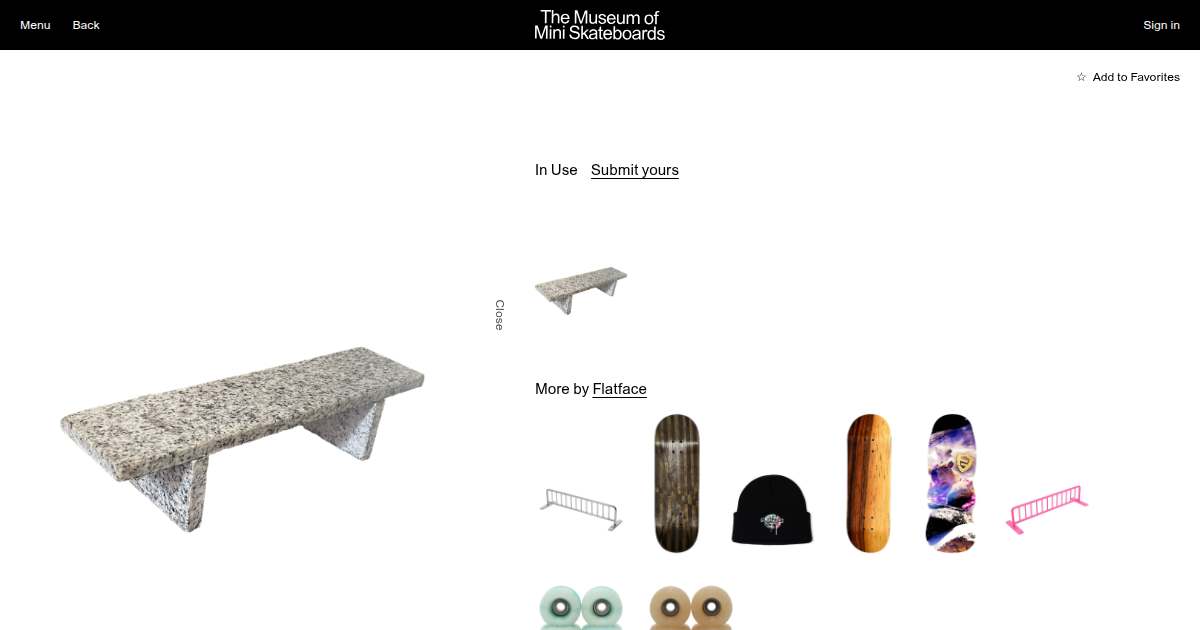 Menu
Back
The Museum of
Mini Skateboards
Sign in
☆ Add to Favorites
In Use
Submit yours
Close
More by Flatface